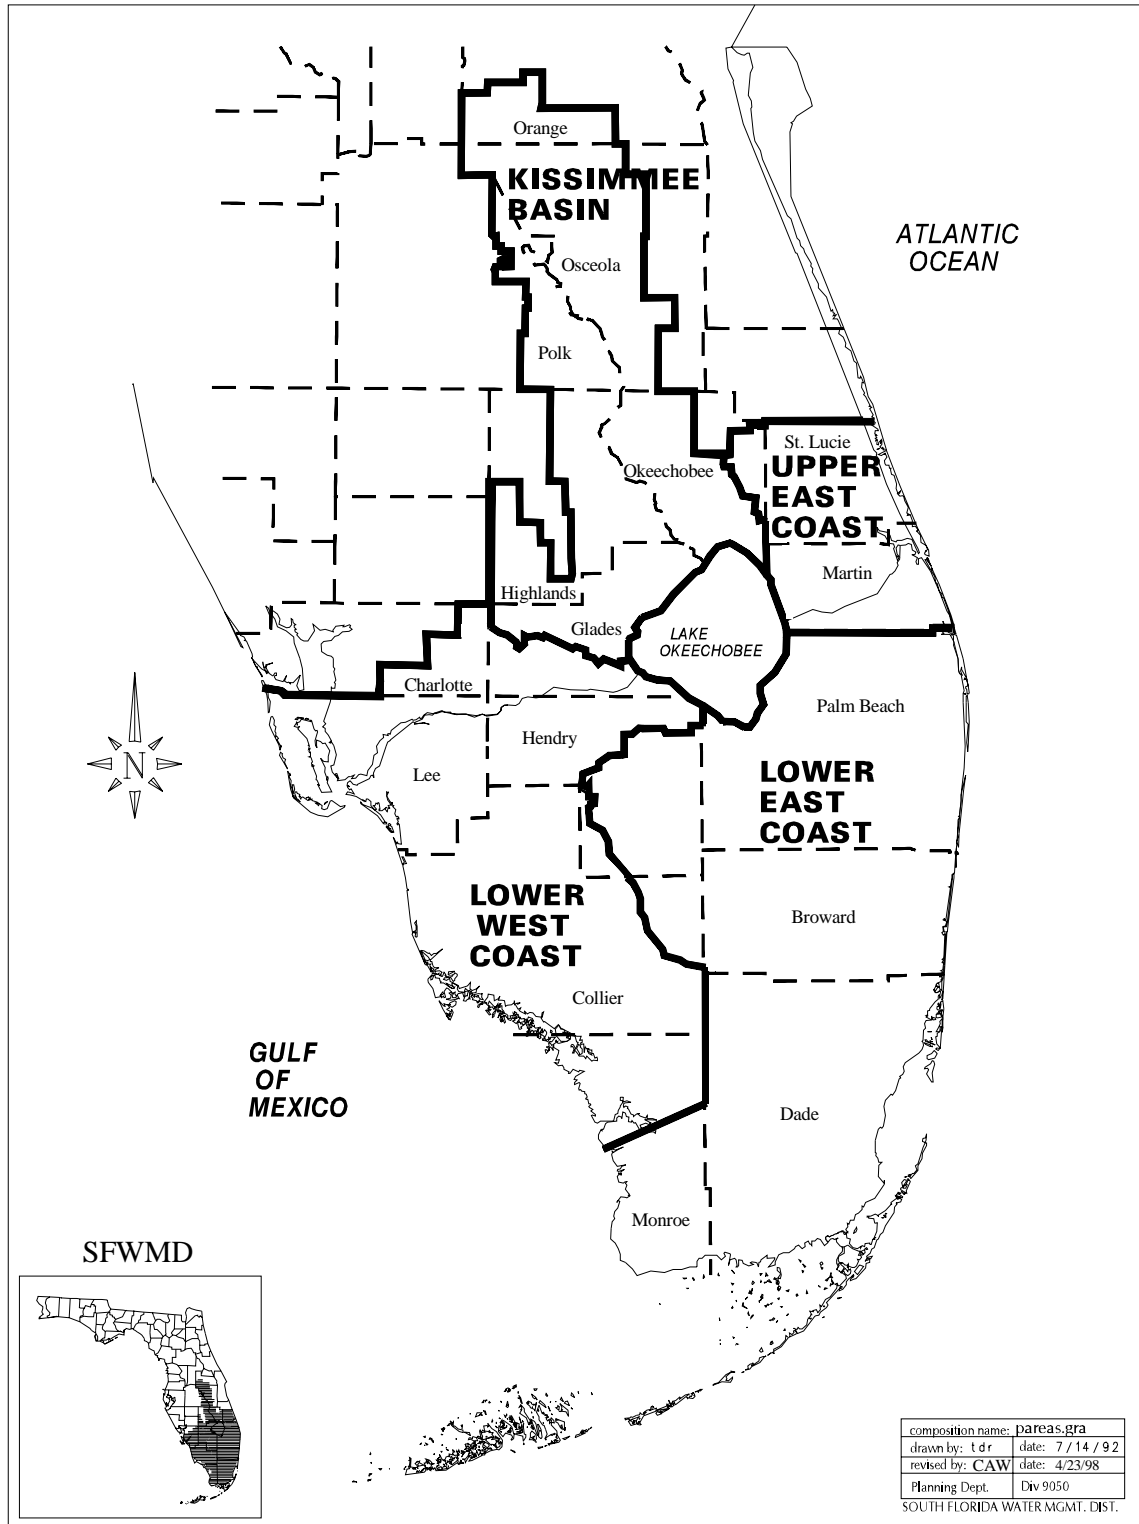 Orange
KISSIMMEE
BASIN
ATLANTIC
OCEAN
Osceola
Polk
St. Lucie
Okeechobee
UPPER
EAST
COAST
Martin
Highlands
Glades
LAKE
OKEECHOBEE
Charlotte
Palm Beach
Hendry
N
Lee
LOWER
EAST
COAST
LOWER
WEST
COAST
Broward
Collier
GULF
OF
MEXICO
Dade
Monroe
SFWMD
composition name: pareas.gra
drawn by: tdr date: 7/14/92
revised by: CAW date: 4/23/98
Planning Dept. Div 9050
SOUTH FLORIDA WATER MGMT. DIST.